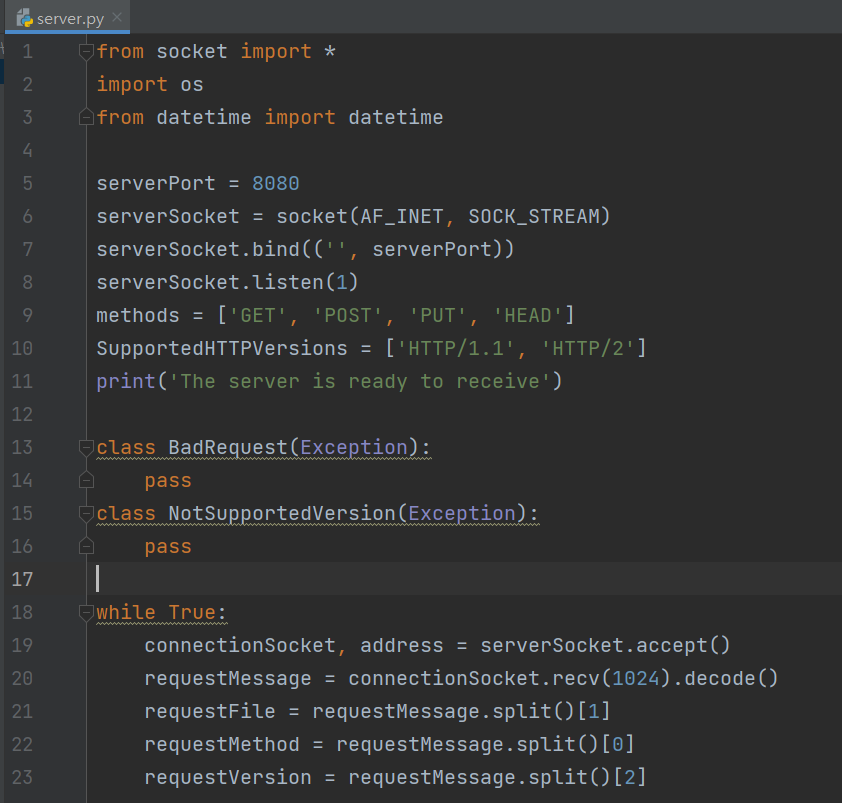 server.py
1 from socket import *
2 import os
3 from datetime import datetime
4
5 serverPort = 8080
6 serverSocket = socket(AF_INET, SOCK_STREAM)
7 serverSocket.bind(('', serverPort))
8 serverSocket.listen(1)
9 methods = ['GET', 'POST', 'PUT', 'HEAD']
10 SupportedHTTPVersions = ['HTTP/1.1', 'HTTP/2']
11 print('The server is ready to receive')
12
13 class BadRequest(Exception):
14     pass
15 class NotSupportedVersion(Exception):
16     pass
17
18 while True:
19     connectionSocket, address = serverSocket.accept()
20     requestMessage = connectionSocket.recv(1024).decode()
21     requestFile = requestMessage.split()[1]
22     requestMethod = requestMessage.split()[0]
23     requestVersion = requestMessage.split()[2]